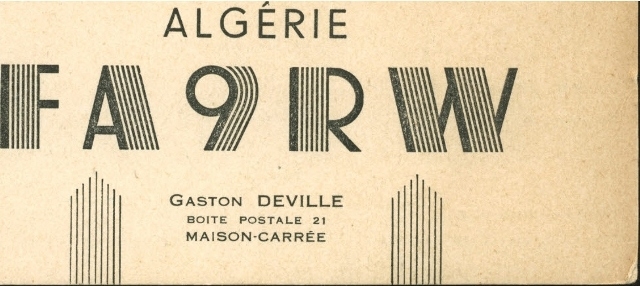 ALGÉRIE
FA9RW
GASTON DEVILLE
BOITE POSTALE 21
MAISON-CARRÉE